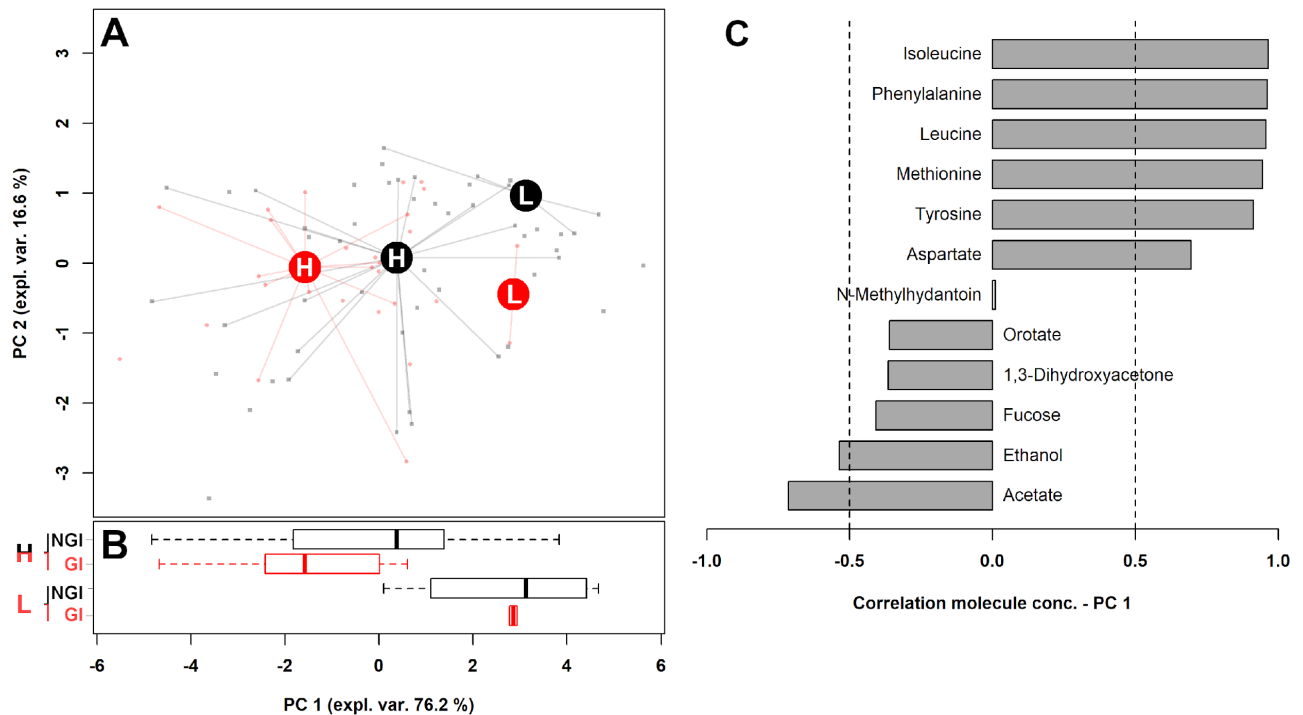 A
3
2
1
0
-1
-2
-3
PC 2 (expl. var. 16.6 %)
L
H
H
L
B
H
NGI
GI
L
NGI
GI
-6
-4
-2
0
2
4
6
PC 1 (expl. var. 76.2 %)
C
Isoleucine
Phenylalanine
Leucine
Methionine
Tyrosine
Aspartate
N-Methylhydantoin
Orotate
1,3-Dihydroxyacetone
Fucose
Ethanol
Acetate
-1.0
-0.5
0.0
0.5
1.0
Correlation molecule conc. - PC 1